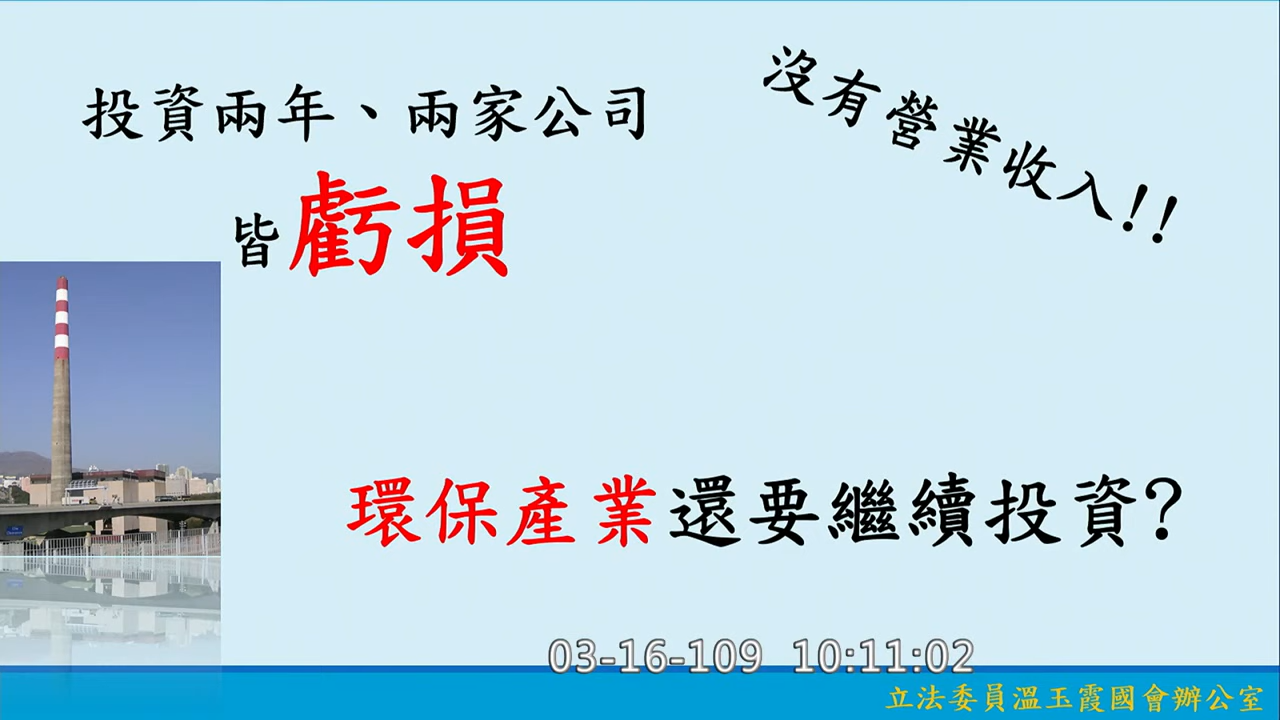 投資兩年、兩家公司
皆虧損
沒有營業收入!!
環保產業還要繼續投資?
03-16-109 10:11:02
立法委員溫玉霞國會辦公室